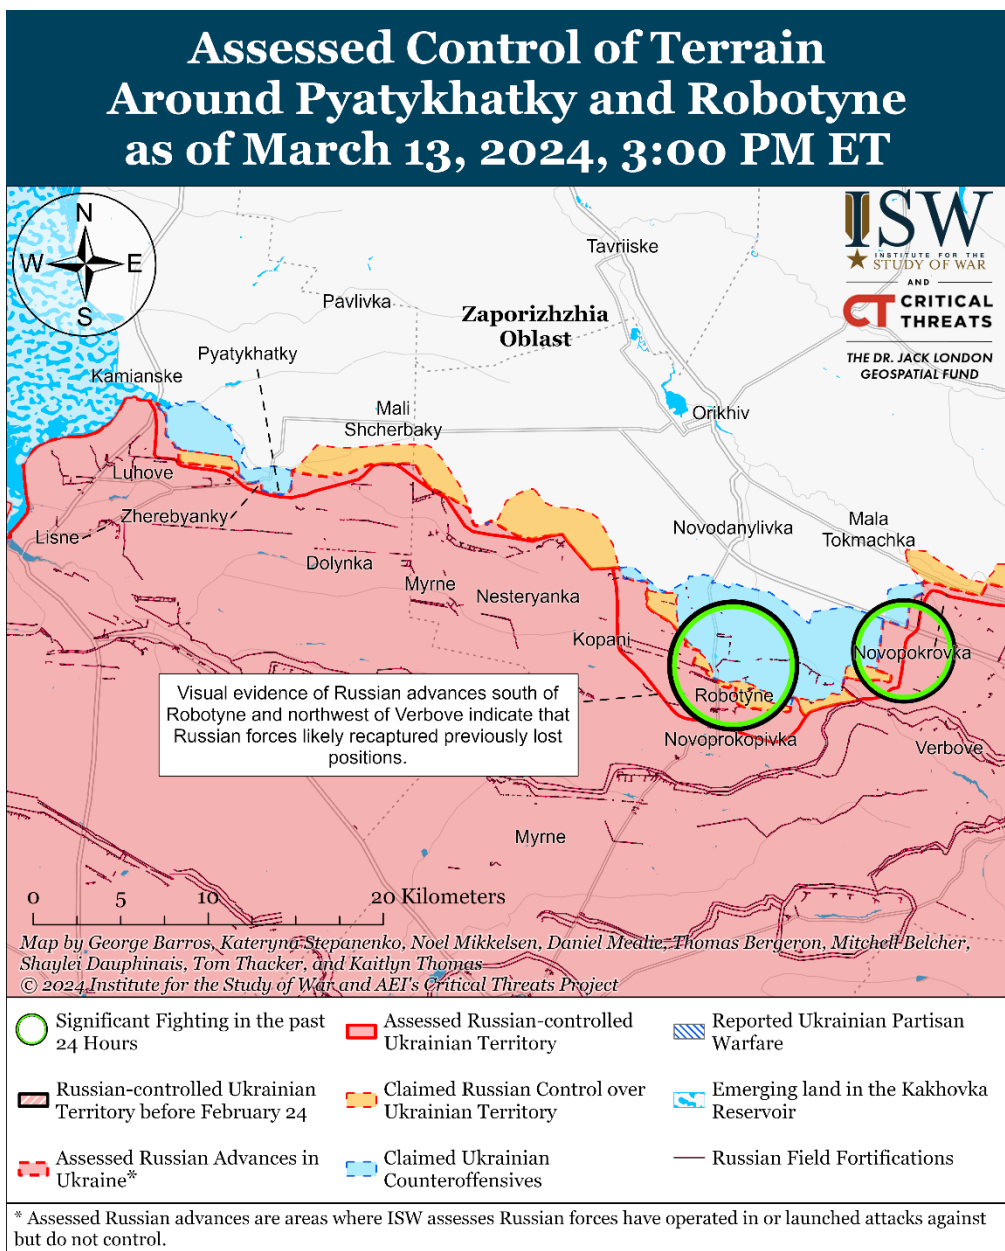 Assessed Control of Terrain
Around Pyatykhatky and Robotyne
as of March 13, 2024, 3:00 PM ET
N
W E
S
ISW
INSTITUTE FOR THE
STUDY OF WAR
AND
CT CRITICAL
THREATS
THE DR. JACK LONDON
GEOSPATIAL FUND
Tavriiske
Pavlivka
Zaporizhzhia
Oblast
Pyatykhatky
Kamianske
Mali
Shcherbaky
Orikhiv
Luhove
Zherebyanky
Lisne
Novodanylivka
Mala
Tokmachka
Dolynka
Myrne
Nesteryanka
Kopani
Novopokrovka
Robotyne
Visual evidence of Russian advances south of
Robotyne and northwest of Verbove indicate that
Russian forces likely recaptured previously lost
positions.
Novoprokopivka
Verbove
Myrne
0 5 10 20 Kilometers
Map by George Barros, Kateryna Stepanenko, Noel Mikkelsen, Daniel Mealie, Thomas Bergeron, Mitchell Belcher,
Shaylei Dauphinais, Tom Thacker, and Kaitlyn Thomas
© 2024 Institute for the Study of War and AEI's Critical Threats Project
Significant Fighting in the past
24 Hours
Assessed Russian-controlled
Ukrainian Territory
Reported Ukrainian Partisan
Warfare
Russian-controlled Ukrainian
Territory before February 24
Claimed Russian Control over
Ukrainian Territory
Emerging land in the Kakhovka
Reservoir
Assessed Russian Advances in
Ukraine*
Claimed Ukrainian
Counteroffensives
Russian Field Fortifications
* Assessed Russian advances are areas where ISW assesses Russian forces have operated in or launched attacks against
but do not control.